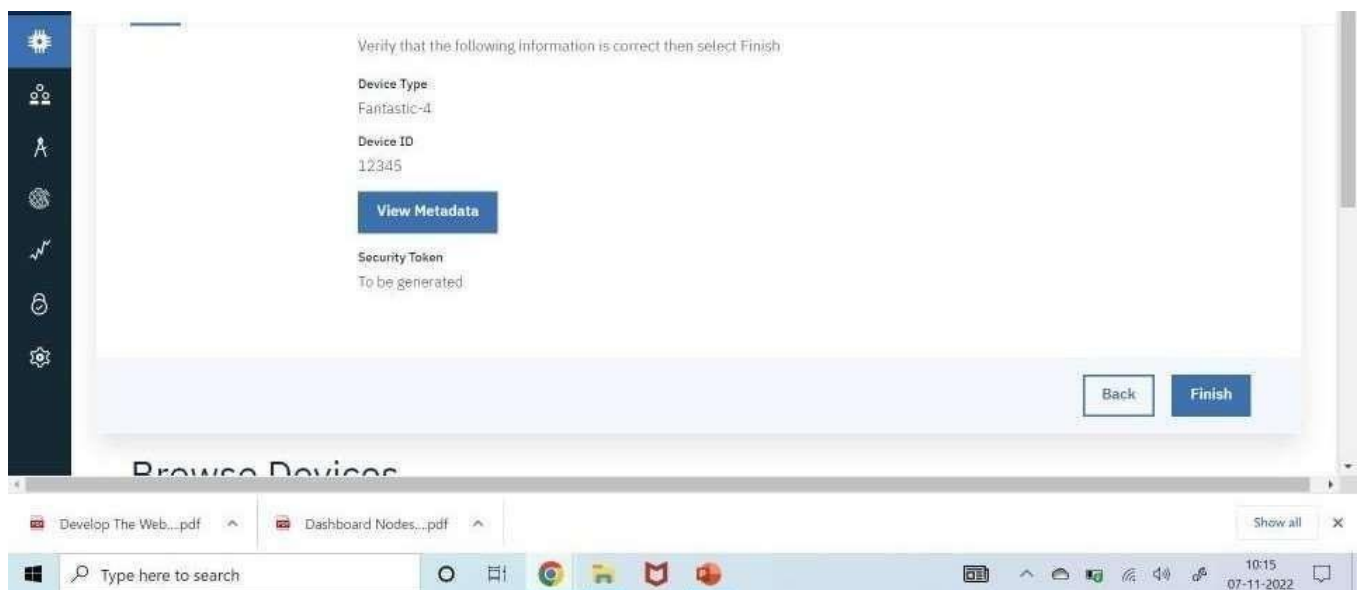 Verify that the following information is correct then select Finish
Device Type
Fantastic-4
Device ID
12345
View Metadata
Security Token
To be generated
Back
Finish
Browse Devices
Develop The Web....pdf
Dashboard Nodes....pdf
Show all
Type here to search
10:15
07-11-2022